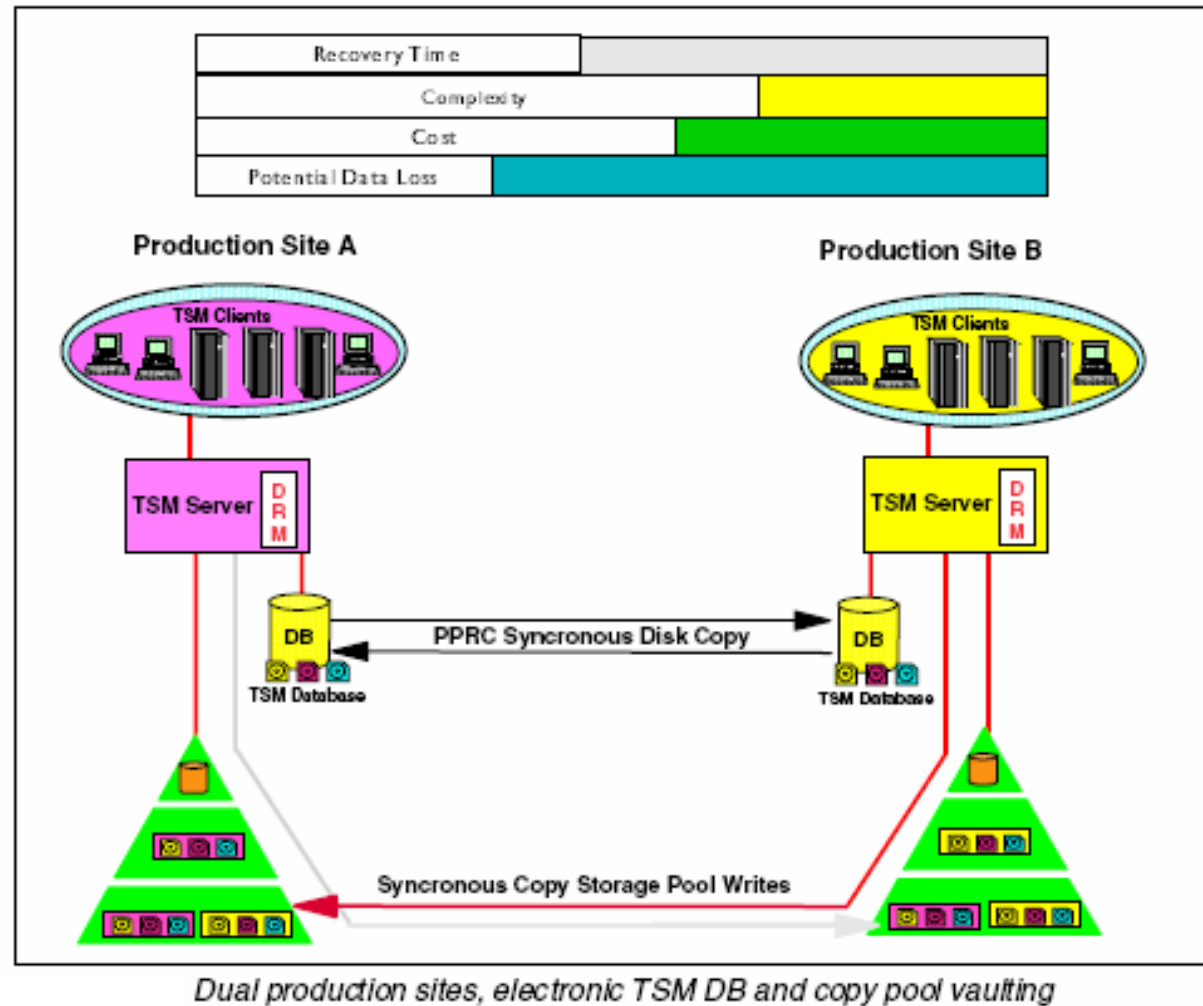 Recovery Time
Complexity
Cost
Potential Data Loss
Production Site A
Production Site B
TSM Clients
TSM Clients
TSM Server
D
R
M
TSM Server
D
R
M
DB
PPRC Syncronous Disk Copy
DB
TSM Database
TSM Database
Syncronous Copy Storage Pool Writes
Dual production sites, electronic TSM DB and copy pool vaulting